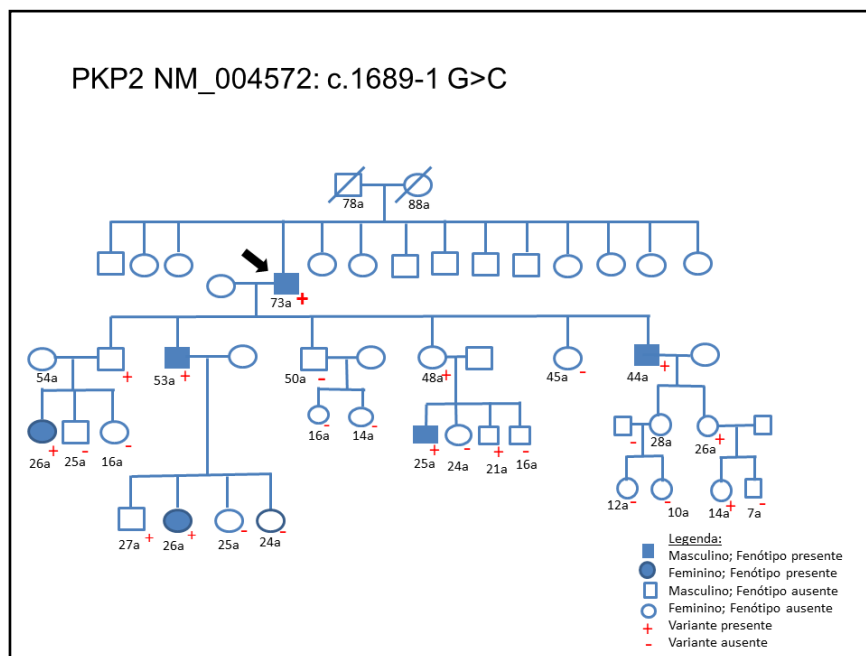 PKP2 NM_004572: c.1689-1 G>C
78a 88a
73a +
54a + 53a + 50a - 48a + 45a - 44a +
26a + 25a - 16a - 16a - 14a - 25a + 24a - 21a + 16a - - 28a 26a +
12a - 10a - 14a + 7a -
27a + 26a + 25a - 24a -
Legenda:
Masculino; Fenótipo presente
Feminino; Fenótipo presente
Masculino; Fenótipo ausente
Feminino; Fenótipo ausente
+ Variante presente
- Variante ausente